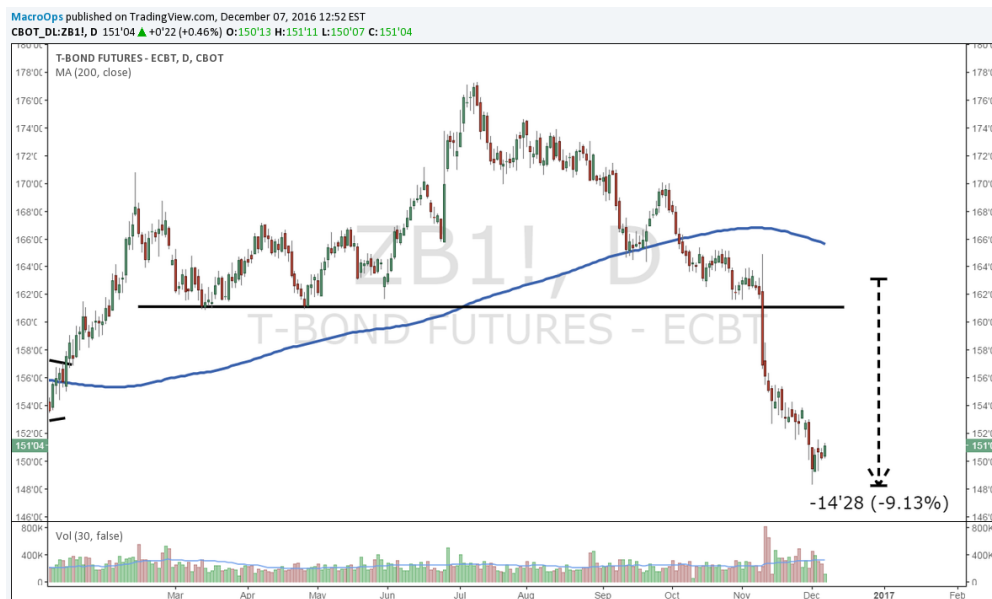 MacroOps published on TradingView.com, December 07, 2016 12:52 EST
CBOT_DL:ZB1!, D 151'04 ▲ +0'22 (+0.46%) O:150'13 H:151'11 L:150'07 C:151'04
T-BOND FUTURES - ECBT, D, CBOT
MA (200, close)
ZB1!, D
T-BOND FUTURES - ECBT
178'00
176'00
174'00
172'00
170'00
168'00
166'00
164'00
162'00
160'00
158'00
156'00
154'00
152'00
151'04
150'00
148'00
146'00
-14'28 (-9.13%)
Vol (30, false)
800K
400K
0
Mar Apr May Jun Jul Aug Sep Oct Nov Dec 2017 Feb